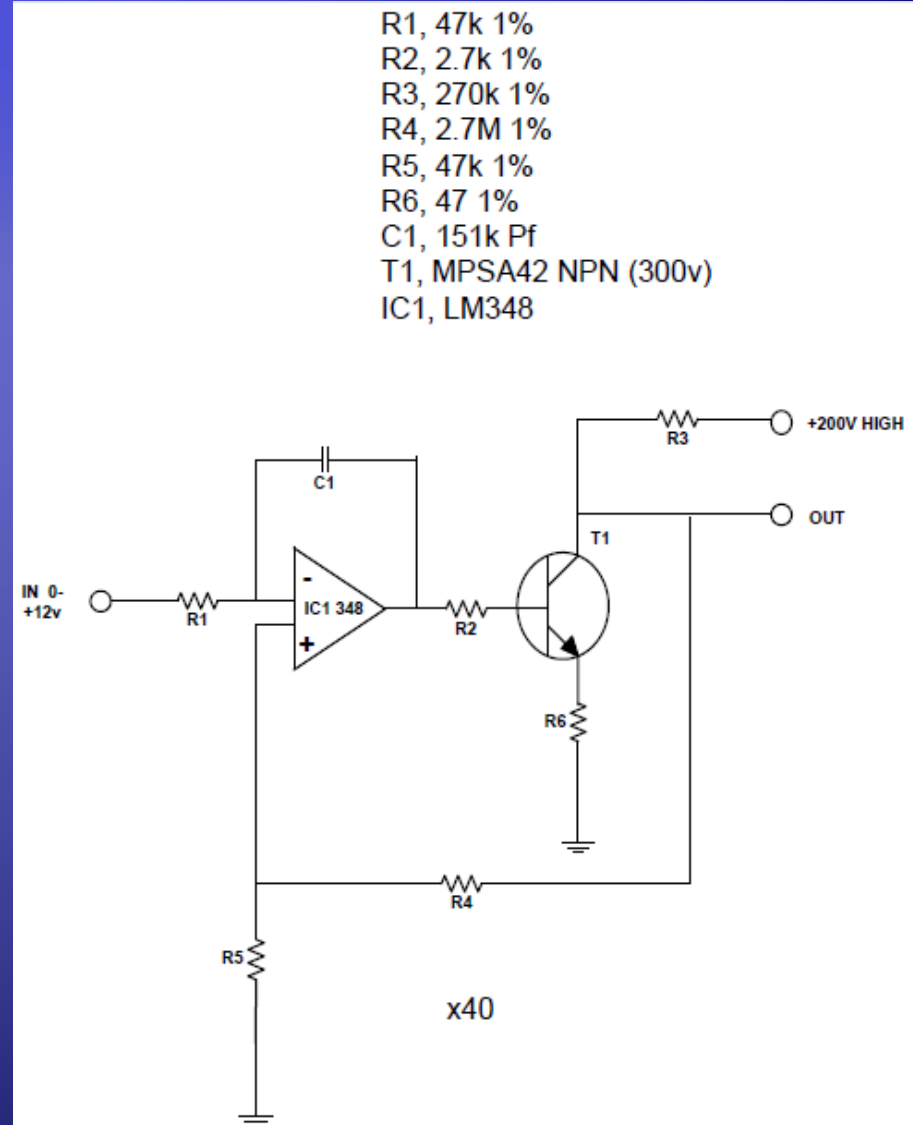 R1, 47k 1%
R2, 2.7k 1%
R3, 270k 1%
R4, 2.7M 1%
R5, 47k 1%
R6, 47 1%
C1, 151k Pf
T1, MPSA42 NPN (300v)
IC1, LM348
R3
+200V HIGH
C1
OUT
T1
IN 0-
+12v
R1
-
IC1 348
+
R2
R6
R4
R5
x40